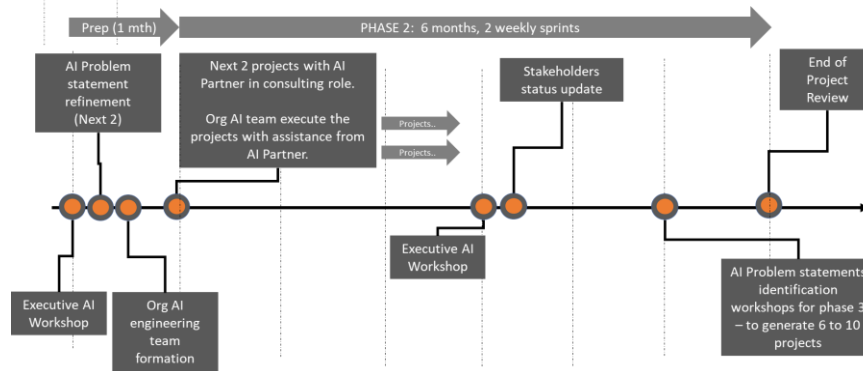 Prep (1 mth)
PHASE 2: 6 months, 2 weekly sprints
AI Problem
statement
refinement
(Next 2)
Next 2 projects with AI
Partner in consulting role.
Org AI team execute the
projects with assistance from
AI Partner.
Projects..
Projects..
Stakeholders
status update
End of
Project
Review
Executive AI
Workshop
Org AI
engineering
team
formation
Executive AI
Workshop
AI Problem statements
identification
workshops for phase 3
– to generate 6 to 10
projects